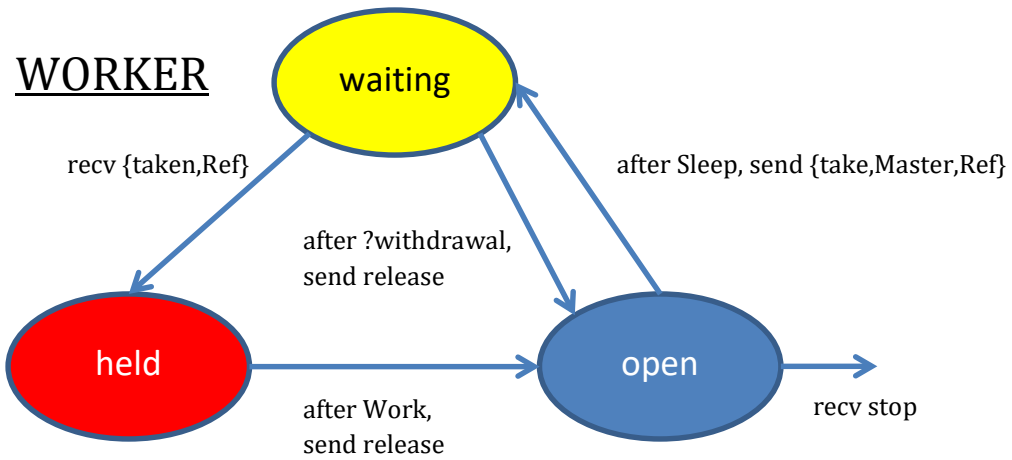 WORKER
waiting
recv {taken,Ref}
after Sleep, send {take,Master,Ref}
after ?withdrawal,
send release
held
open
after Work,
send release
recv stop